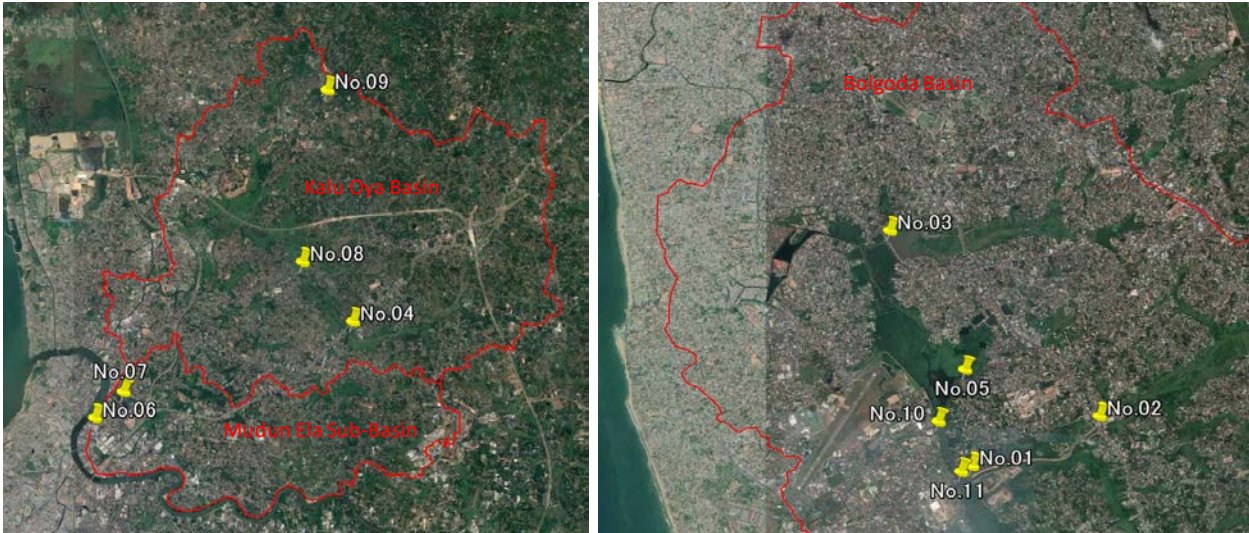 No.09
Kalu Oya Basin
No.08
No.04
No.07
No.06
Mudun Ela Sub-Basin
Bolgoda Basin
No.03
No.05
No.10
No.02
No.01
No.11